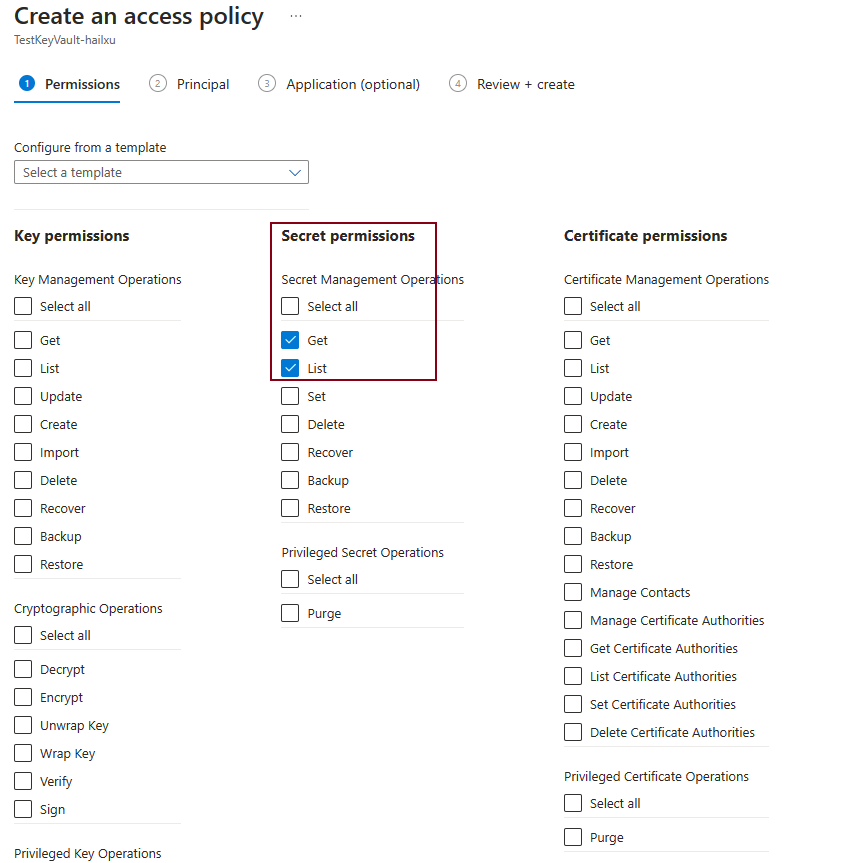 Create an access policy ...
TestKeyVault-hailxu
1 Permissions
2 Principal
3 Application (optional)
4 Review + create
Configure from a template
Select a template
Key permissions
Key Management Operations
Select all
Get
List
Update
Create
Import
Delete
Recover
Backup
Restore
Cryptographic Operations
Select all
Decrypt
Encrypt
Unwrap Key
Wrap Key
Verify
Sign
Privileged Key Operations
Secret permissions
Secret Management Operations
Select all
Get
List
Set
Delete
Recover
Backup
Restore
Privileged Secret Operations
Select all
Purge
Certificate permissions
Certificate Management Operations
Select all
Get
List
Update
Create
Import
Delete
Recover
Backup
Restore
Manage Contacts
Manage Certificate Authorities
Get Certificate Authorities
List Certificate Authorities
Set Certificate Authorities
Delete Certificate Authorities
Privileged Certificate Operations
Select all
Purge